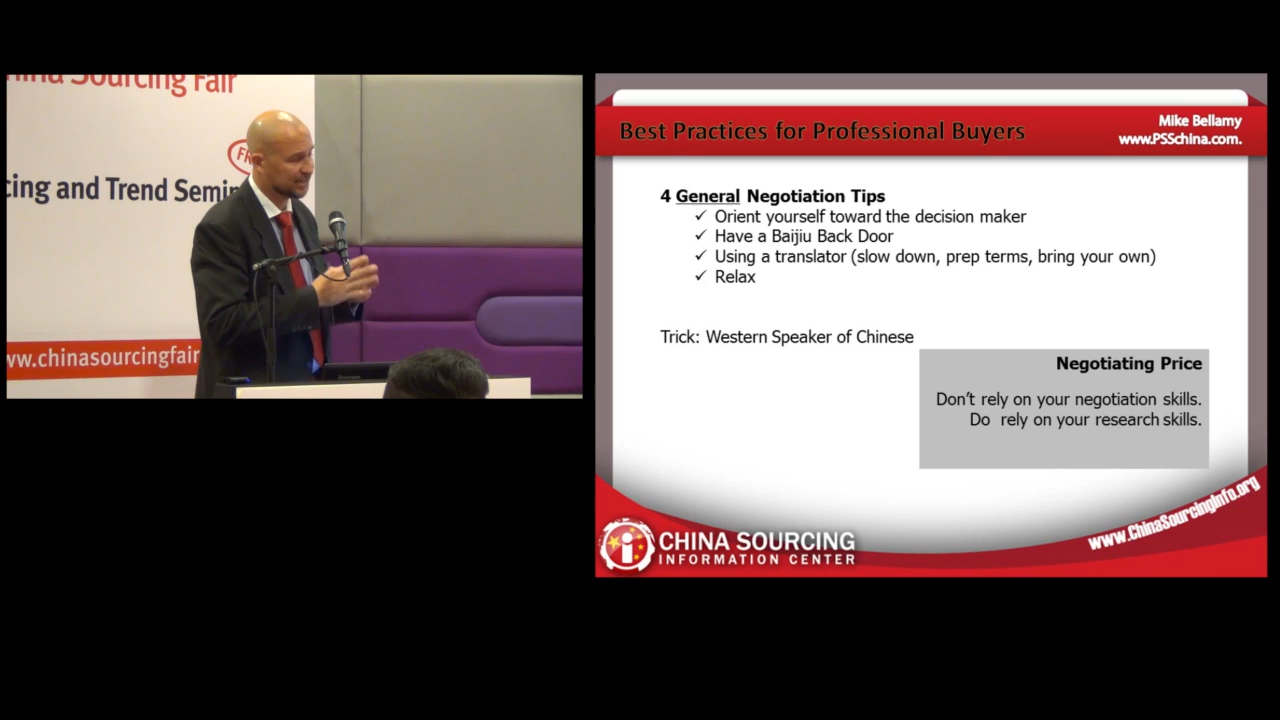 China Sourcing Fair
cing and Trend Semin
www.chinasourcingfair
Best Practices for Professional Buyers
Mike Bellamy
www.PSSchina.com.
4 General Negotiation Tips
✓ Orient yourself toward the decision maker
✓ Have a Baijiu Back Door
✓ Using a translator (slow down, prep terms, bring your own)
✓ Relax
Trick: Western Speaker of Chinese
Negotiating Price
Don't rely on your negotiation skills.
Do rely on your research skills.
www.ChinaSourcingInfo.org
CHINA SOURCING
INFORMATION CENTER